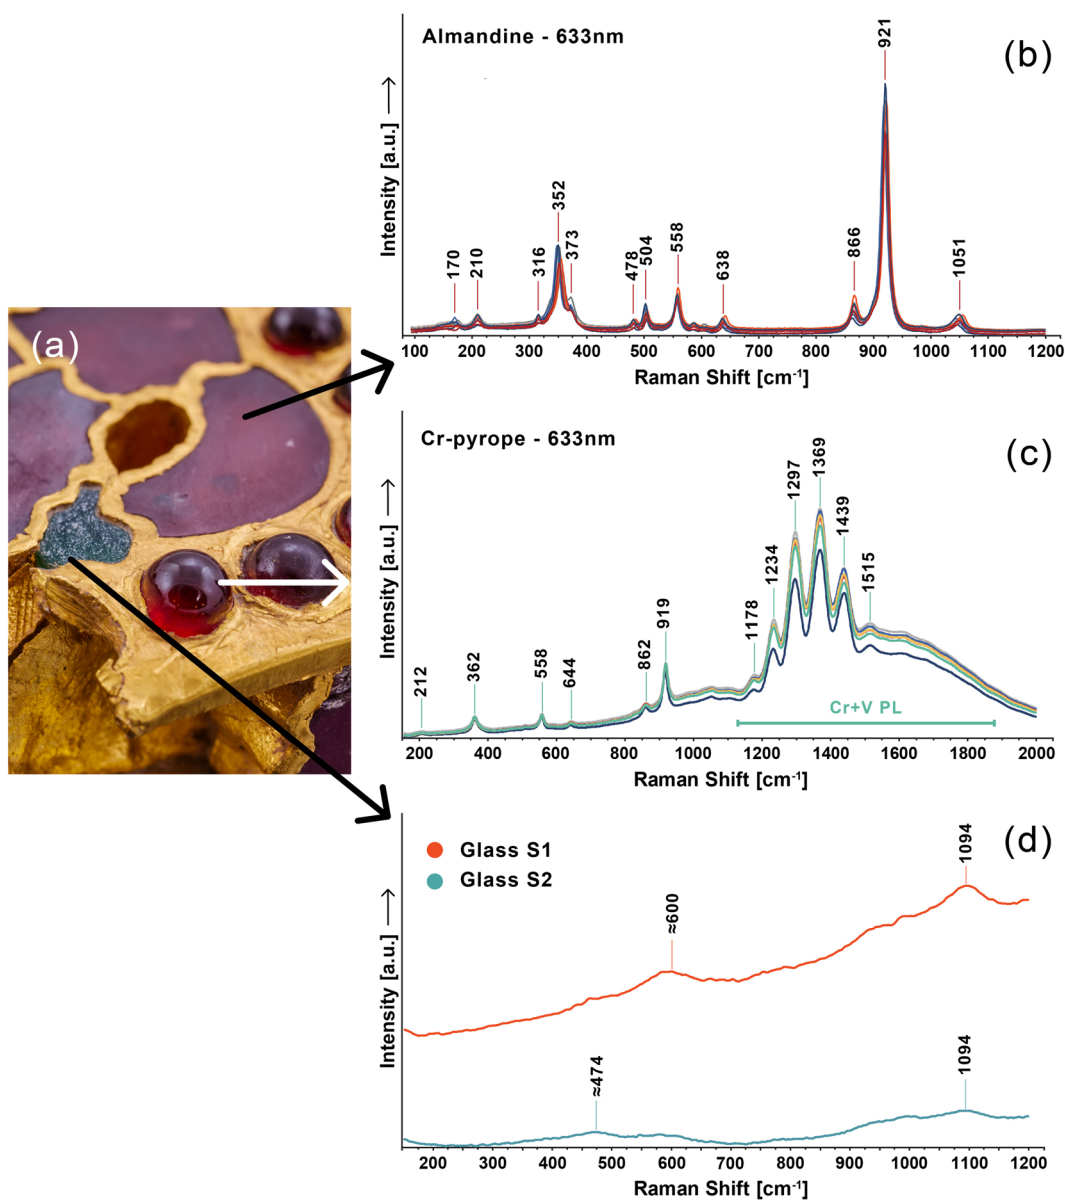 (a)
Almandine - 633nm
(b)
Intensity [a.u.]
170
210
316
352
373
478
504
558
638
866
921
1051
100 200 300 400 500 600 700 800 900 1000 1100 1200
Raman Shift [cm⁻¹]
Cr-pyrope - 633nm
(c)
Intensity [a.u.]
212
362
558
644
862
919
1178
1234
1297
1369
1439
1515
Cr+V PL
200 400 600 800 1000 1200 1400 1600 1800 2000
Raman Shift [cm⁻¹]
(d)
Glass S1
Glass S2
Intensity [a.u.]
≈600
1094
≈474
1094
200 300 400 500 600 700 800 900 1000 1100 1200
Raman Shift [cm⁻¹]